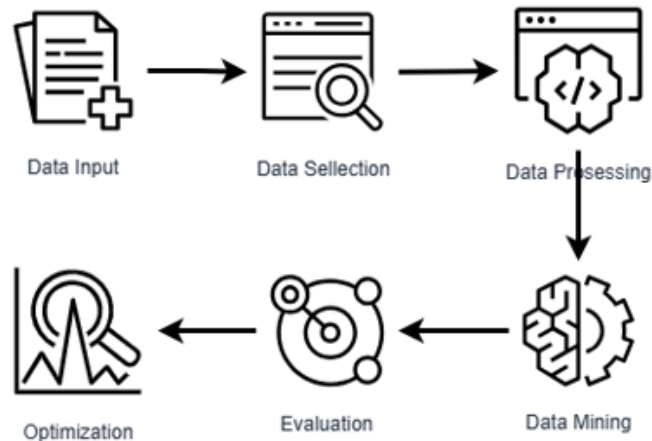 Data Input
Data Sellection
Data Prosessing
Optimization
Evaluation
Data Mining